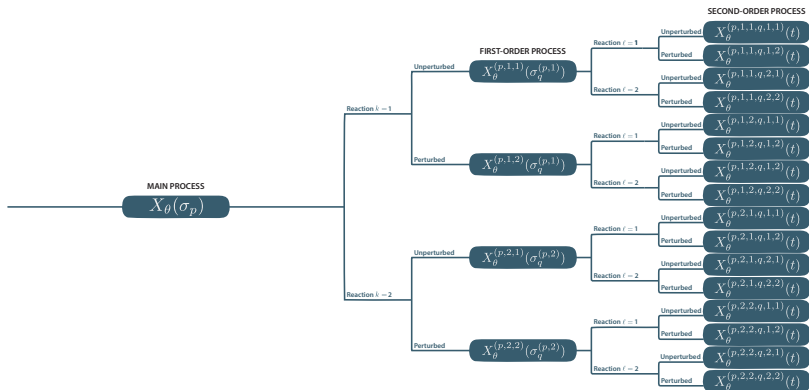 MAIN PROCESS
X_θ(σ_p)
Reaction k = 1
Reaction k = 2
FIRST-ORDER PROCESS
Unperturbed
X_θ^{(p,1,1)}(σ_q^{(p,1)})
Perturbed
X_θ^{(p,1,2)}(σ_q^{(p,1)})
Unperturbed
X_θ^{(p,2,1)}(σ_q^{(p,2)})
Perturbed
X_θ^{(p,2,2)}(σ_q^{(p,2)})
Reaction ℓ = 1
Reaction ℓ = 2
Reaction ℓ = 1
Reaction ℓ = 2
Reaction ℓ = 1
Reaction ℓ = 2
Reaction ℓ = 1
Reaction ℓ = 2
SECOND-ORDER PROCESS
Unperturbed
X_θ^{(p,1,1,q,1,1)}(t)
Perturbed
X_θ^{(p,1,1,q,1,2)}(t)
Unperturbed
X_θ^{(p,1,1,q,2,1)}(t)
Perturbed
X_θ^{(p,1,1,q,2,2)}(t)
Unperturbed
X_θ^{(p,1,2,q,1,1)}(t)
Perturbed
X_θ^{(p,1,2,q,1,2)}(t)
Unperturbed
X_θ^{(p,1,2,q,1,2)}(t)
Perturbed
X_θ^{(p,1,2,q,2,2)}(t)
Unperturbed
X_θ^{(p,2,1,q,1,1)}(t)
Perturbed
X_θ^{(p,2,1,q,1,2)}(t)
Unperturbed
X_θ^{(p,2,1,q,2,1)}(t)
Perturbed
X_θ^{(p,2,1,q,2,2)}(t)
Unperturbed
X_θ^{(p,2,2,q,1,1)}(t)
Perturbed
X_θ^{(p,2,2,q,1,2)}(t)
Unperturbed
X_θ^{(p,2,2,q,2,1)}(t)
Perturbed
X_θ^{(p,2,2,q,2,2)}(t)